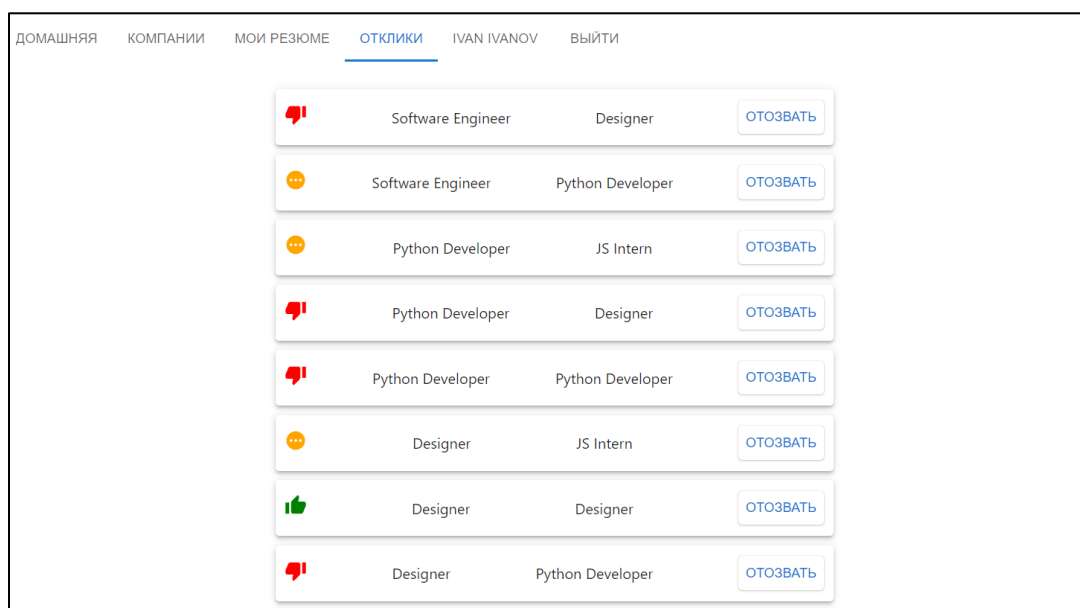 ДОМАШНЯЯ КОМПАНИИ МОИ РЕЗЮМЕ ОТКЛИКИ IVAN IVANOV ВЫЙТИ
Software Engineer Designer ОТОЗВАТЬ
Software Engineer Python Developer ОТОЗВАТЬ
Python Developer JS Intern ОТОЗВАТЬ
Python Developer Designer ОТОЗВАТЬ
Python Developer Python Developer ОТОЗВАТЬ
Designer JS Intern ОТОЗВАТЬ
Designer Designer ОТОЗВАТЬ
Designer Python Developer ОТОЗВАТЬ